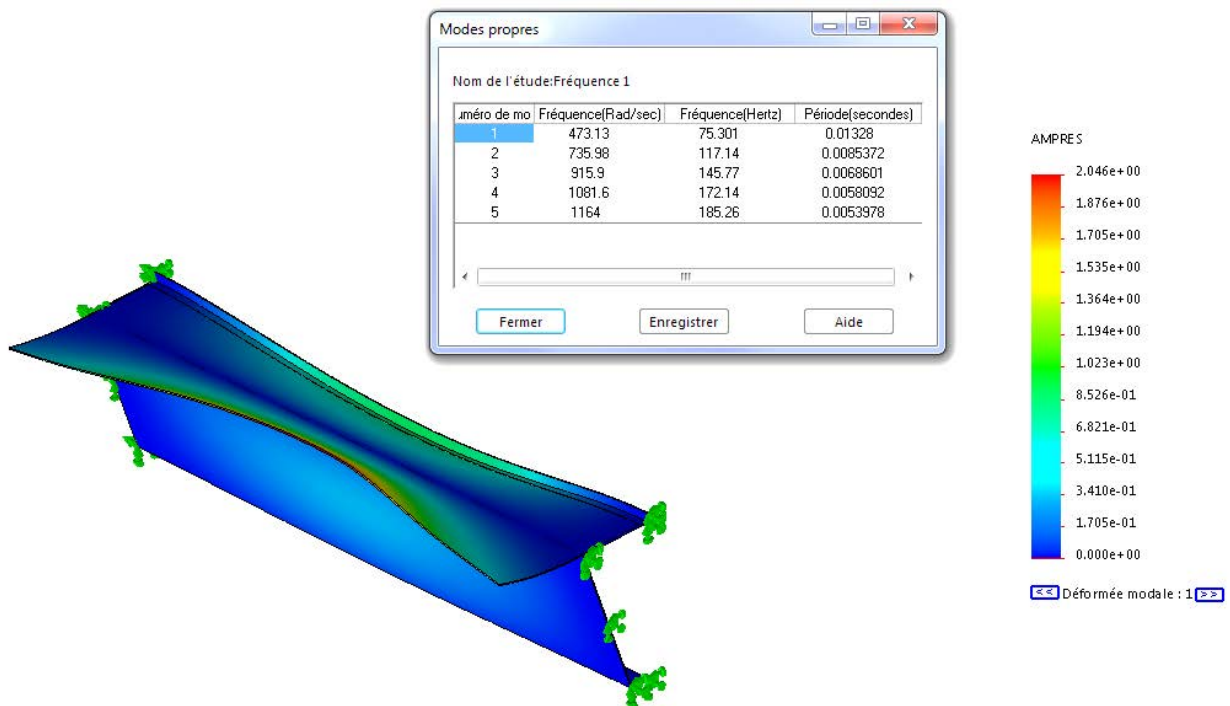 Modes propres
Nom de l'étude:Fréquence 1
uméro de mo Fréquence(Rad/sec) Fréquence(Hertz) Période(secondes)
1 473.13 75.301 0.01328
2 735.98 117.14 0.0085372
3 915.9 145.77 0.0068601
4 1081.6 172.14 0.0058092
5 1164 185.26 0.0053978
Fermer Enregistrer Aide
AMPRES
2.046e+00
1.876e+00
1.705e+00
1.535e+00
1.364e+00
1.194e+00
1.023e+00
8.526e-01
6.821e-01
5.115e-01
3.410e-01
1.705e-01
0.000e+00
<< Déformée modale : 1 >>